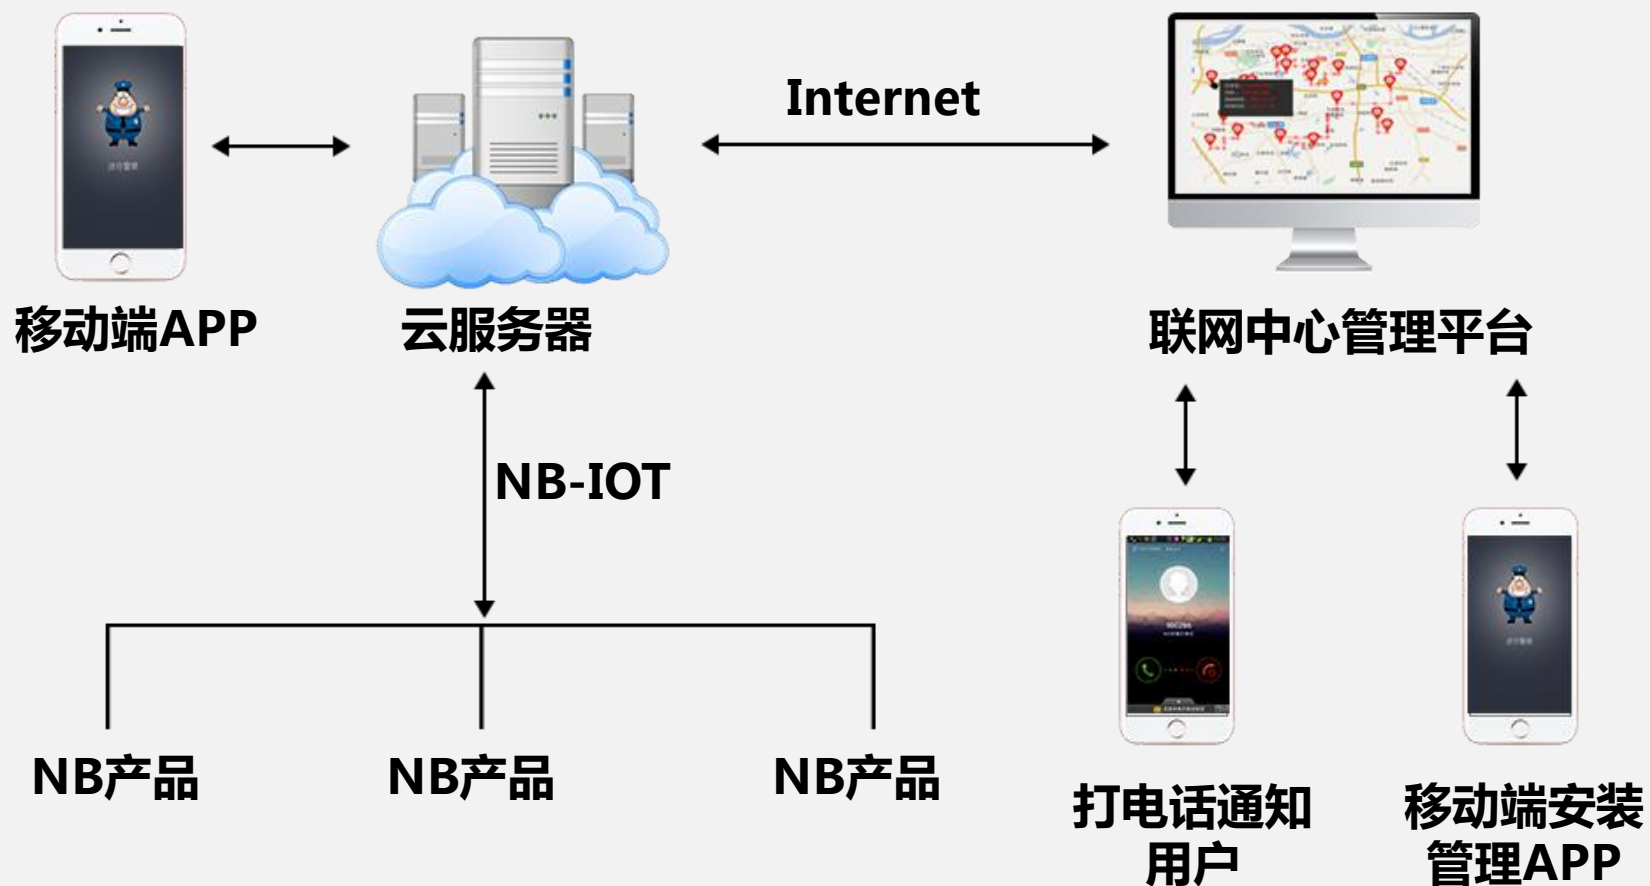 Internet
移动端APP
云服务器
联网中心管理平台
NB-IOT
NB产品
NB产品
NB产品
打电话通知
用户
移动端安装
管理APP